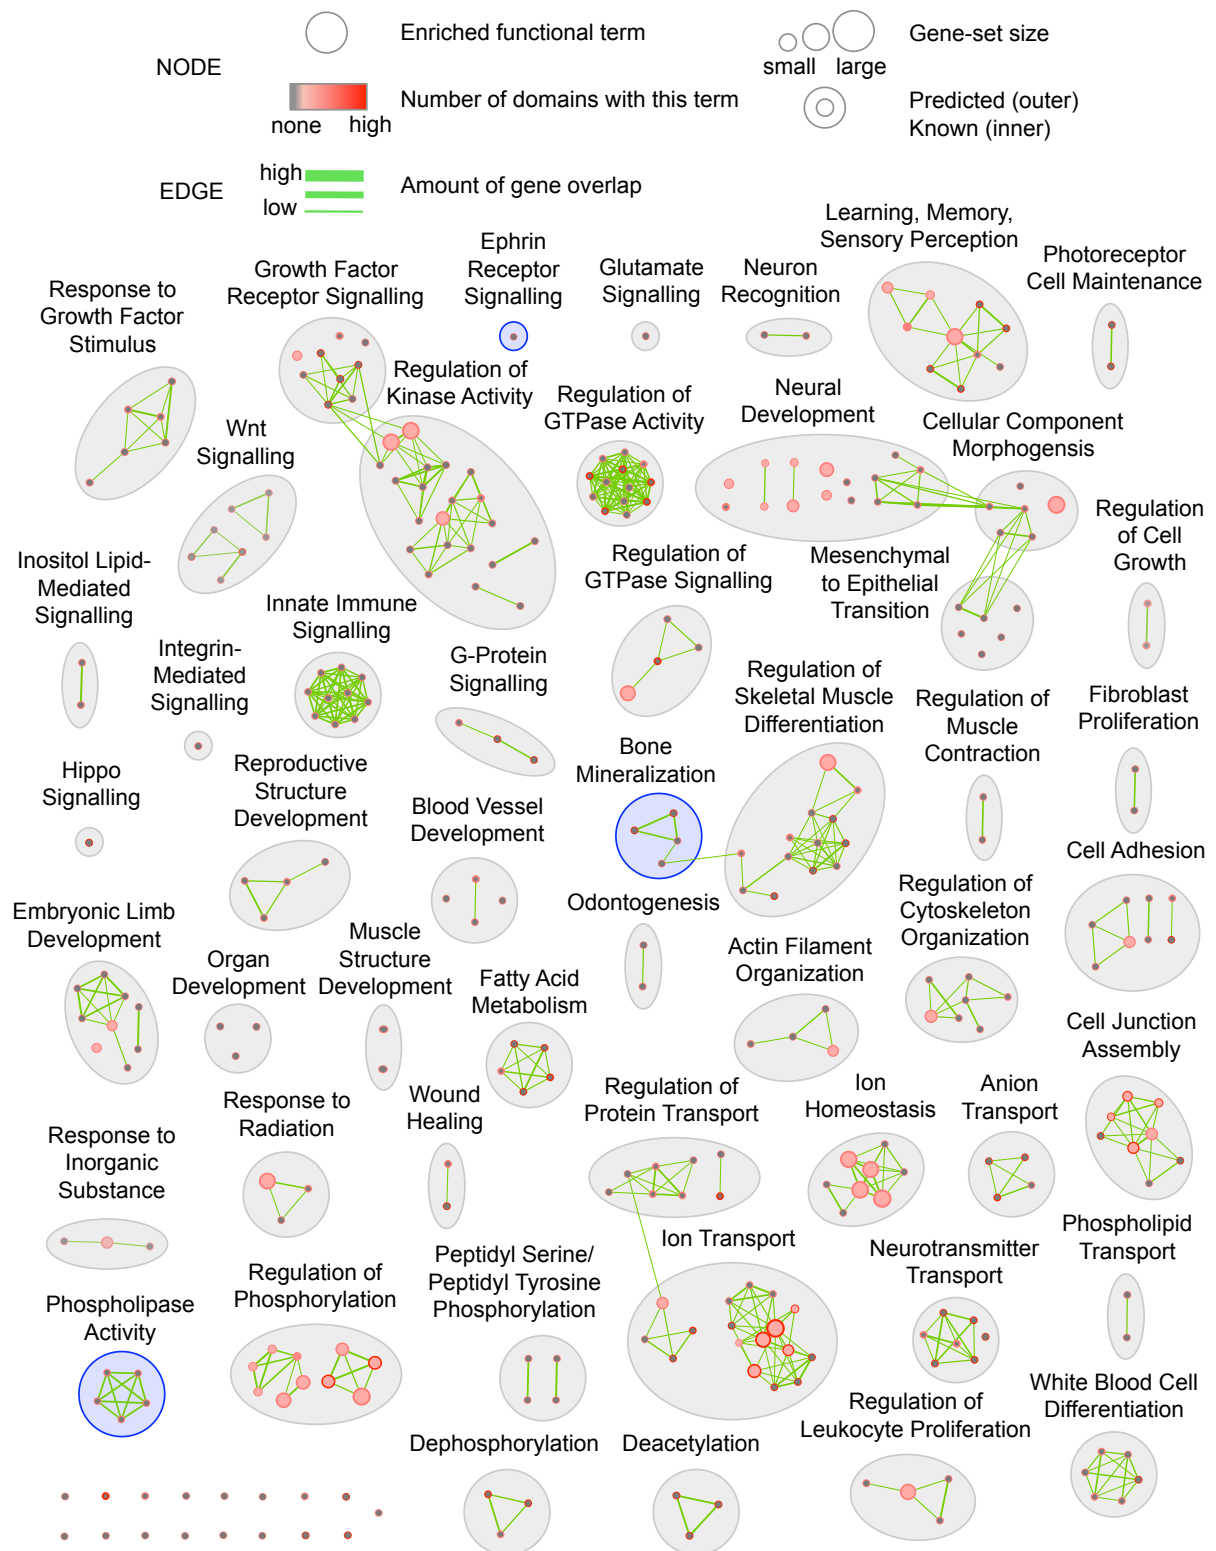 Enriched functional term
Gene-set size
NODE
small large
Number of domains with this term
Predicted (outer)
Known (inner)
none high
high
EDGE
Amount of gene overlap
low
Learning, Memory,
Sensory Perception
Ephrin
Receptor
Signalling
Growth Factor
Receptor Signalling
Glutamate
Signalling
Neuron
Recognition
Photoreceptor
Cell Maintenance
Response to
Growth Factor
Stimulus
Regulation of
Kinase Activity
Regulation of
GTPase Activity
Neural
Development
Cellular Component
Morphogensis
Wnt
Signalling
Regulation
of Cell
Growth
Inositol Lipid-
Mediated
Signalling
Regulation of
GTPase Signalling
Mesenchymal
to Epithelial
Transition
Innate Immune
Signalling
Integrin-
Mediated
Signalling
G-Protein
Signalling
Regulation of
Skeletal Muscle
Differentiation
Regulation of
Muscle
Contraction
Fibroblast
Proliferation
Hippo
Signalling
Reproductive
Structure
Development
Bone
Mineralization
Blood Vessel
Development
Cell Adhesion
Embryonic Limb
Development
Odontogenesis
Regulation of
Cytoskeleton
Organization
Organ
Development
Muscle
Structure
Development
Fatty Acid
Metabolism
Actin Filament
Organization
Cell Junction
Assembly
Response to
Radiation
Wound
Healing
Regulation of
Protein Transport
Ion
Homeostasis
Anion
Transport
Response to
Inorganic
Substance
Phospholipid
Transport
Ion Transport
Neurotransmitter
Transport
Regulation of
Phosphorylation
Peptidyl Serine/
Peptidyl Tyrosine
Phosphorylation
Phospholipase
Activity
White Blood Cell
Differentiation
Regulation of
Leukocyte Proliferation
Dephosphorylation
Deacetylation